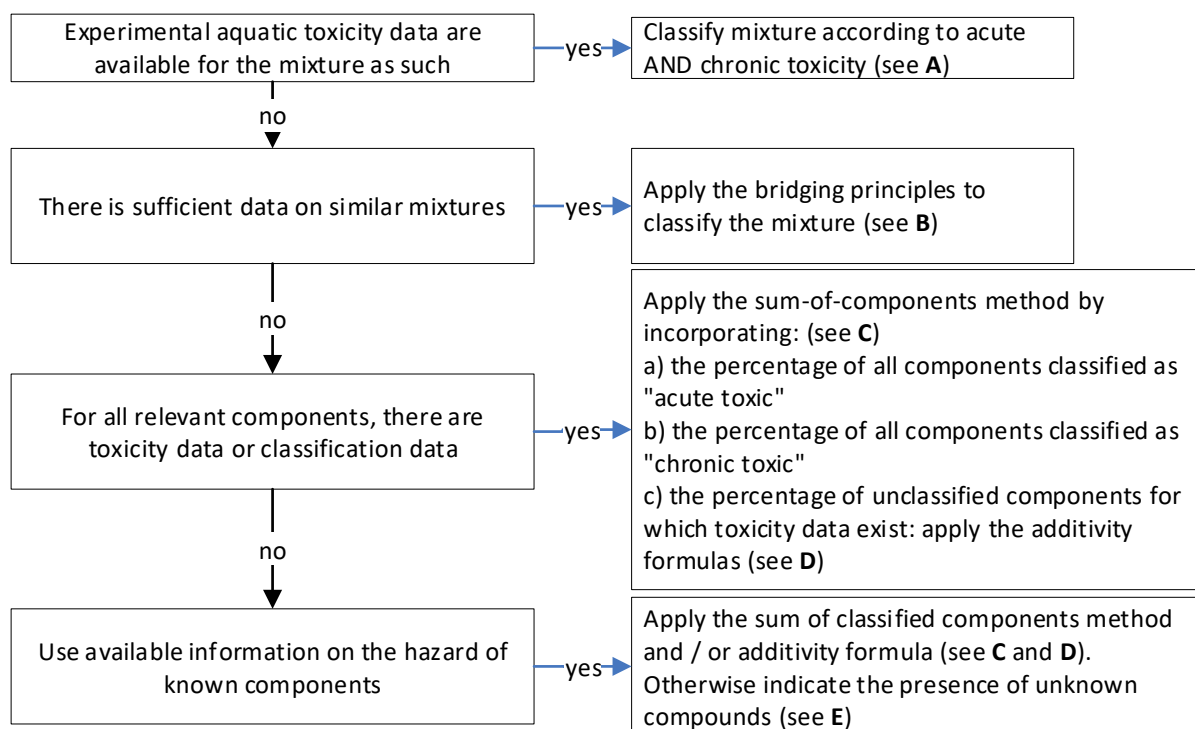 Experimental aquatic toxicity data are
available for the mixture as such
yes
Classify mixture according to acute
AND chronic toxicity (see A)
no
There is sufficient data on similar mixtures
yes
Apply the bridging principles to
classify the mixture (see B)
no
For all relevant components, there are
toxicity data or classification data
yes
Apply the sum-of-components method by
incorporating: (see C)
a) the percentage of all components classified as
"acute toxic"
b) the percentage of all components classified as
"chronic toxic"
c) the percentage of unclassified components for
which toxicity data exist: apply the additivity
formulas (see D)
no
Use available information on the hazard of
known components
yes
Apply the sum of classified components method
and / or additivity formula (see C and D).
Otherwise indicate the presence of unknown
compounds (see E)